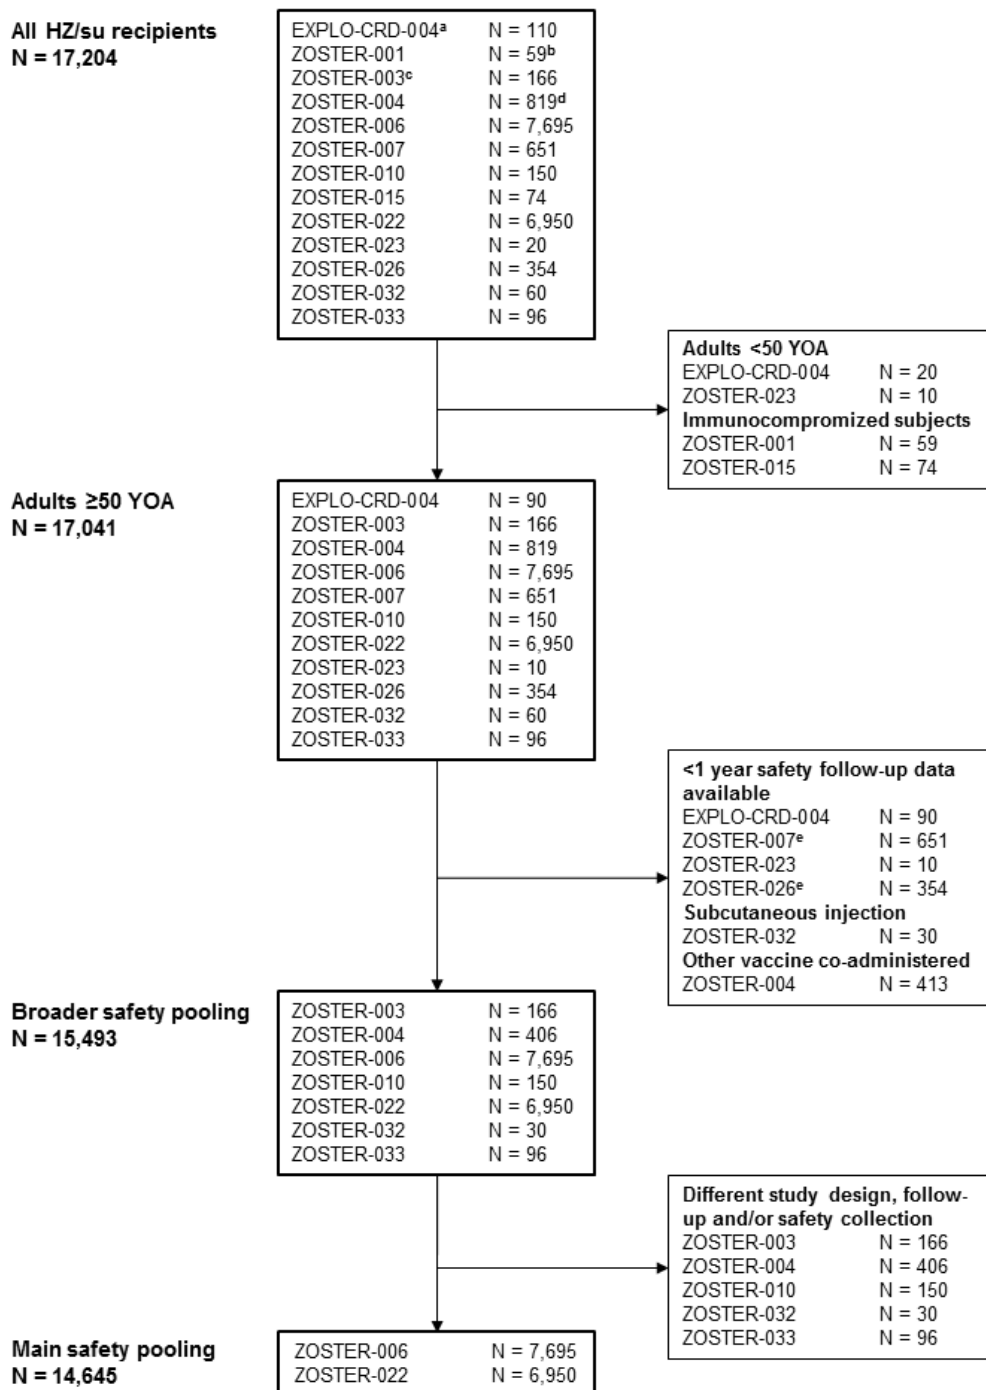 All HZ/su recipients
N = 17,204
EXPLO-CRD-004ᵃ N = 110
ZOSTER-001 N = 59ᵇ
ZOSTER-003ᶜ N = 166
ZOSTER-004 N = 819ᵈ
ZOSTER-006 N = 7,695
ZOSTER-007 N = 651
ZOSTER-010 N = 150
ZOSTER-015 N = 74
ZOSTER-022 N = 6,950
ZOSTER-023 N = 20
ZOSTER-026 N = 354
ZOSTER-032 N = 60
ZOSTER-033 N = 96
Adults <50 YOA
EXPLO-CRD-004 N = 20
ZOSTER-023 N = 10
Immunocompromized subjects
ZOSTER-001 N = 59
ZOSTER-015 N = 74
Adults ≥50 YOA
N = 17,041
EXPLO-CRD-004 N = 90
ZOSTER-003 N = 166
ZOSTER-004 N = 819
ZOSTER-006 N = 7,695
ZOSTER-007 N = 651
ZOSTER-010 N = 150
ZOSTER-022 N = 6,950
ZOSTER-023 N = 10
ZOSTER-026 N = 354
ZOSTER-032 N = 60
ZOSTER-033 N = 96
<1 year safety follow-up data
available
EXPLO-CRD-004 N = 90
ZOSTER-007ᵉ N = 651
ZOSTER-023 N = 10
ZOSTER-026ᵉ N = 354
Subcutaneous injection
ZOSTER-032 N = 30
Other vaccine co-administered
ZOSTER-004 N = 413
Broader safety pooling
N = 15,493
ZOSTER-003 N = 166
ZOSTER-004 N = 406
ZOSTER-006 N = 7,695
ZOSTER-010 N = 150
ZOSTER-022 N = 6,950
ZOSTER-032 N = 30
ZOSTER-033 N = 96
Different study design, follow-
up and/or safety collection
ZOSTER-003 N = 166
ZOSTER-004 N = 406
ZOSTER-010 N = 150
ZOSTER-032 N = 30
ZOSTER-033 N = 96
Main safety pooling
N = 14,645
ZOSTER-006 N = 7,695
ZOSTER-022 N = 6,950